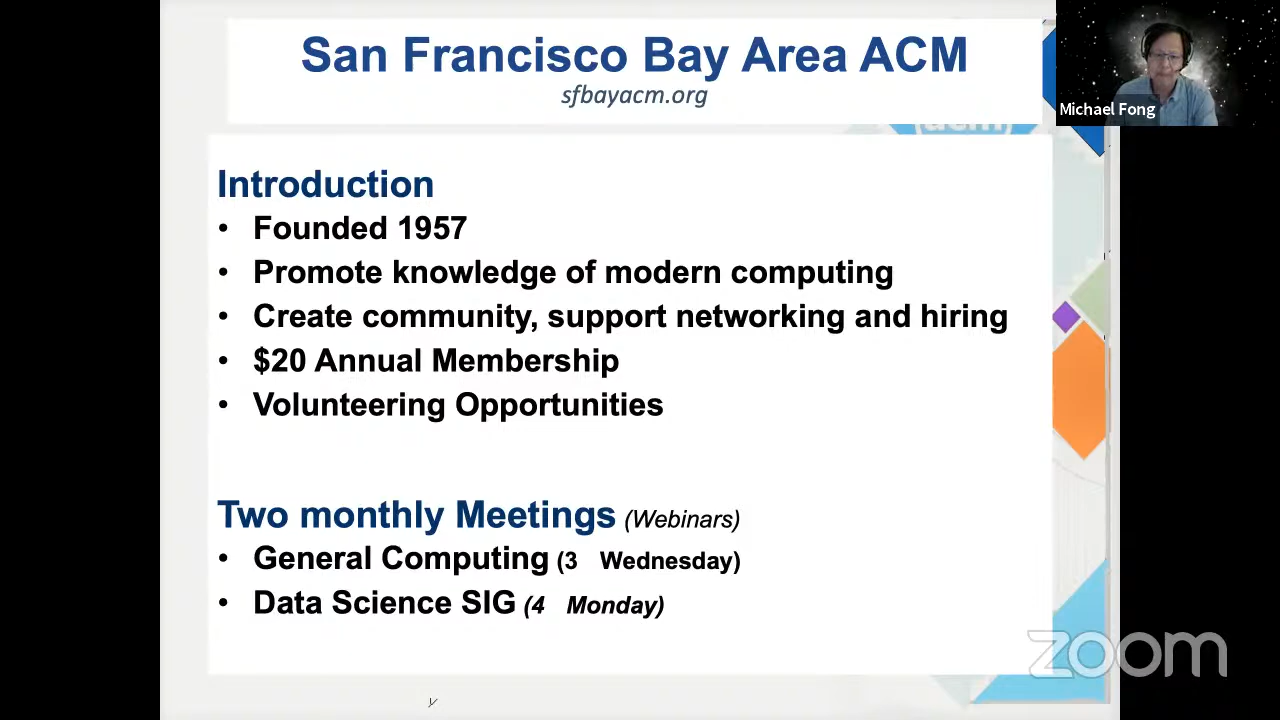 San Francisco Bay Area ACM
sfbayacm.org
Michael Fong
acm
Introduction
• Founded 1957
• Promote knowledge of modern computing
• Create community, support networking and hiring
• $20 Annual Membership
• Volunteering Opportunities
Two monthly Meetings (Webinars)
• General Computing (3 Wednesday)
• Data Science SIG (4 Monday)
zoom
y